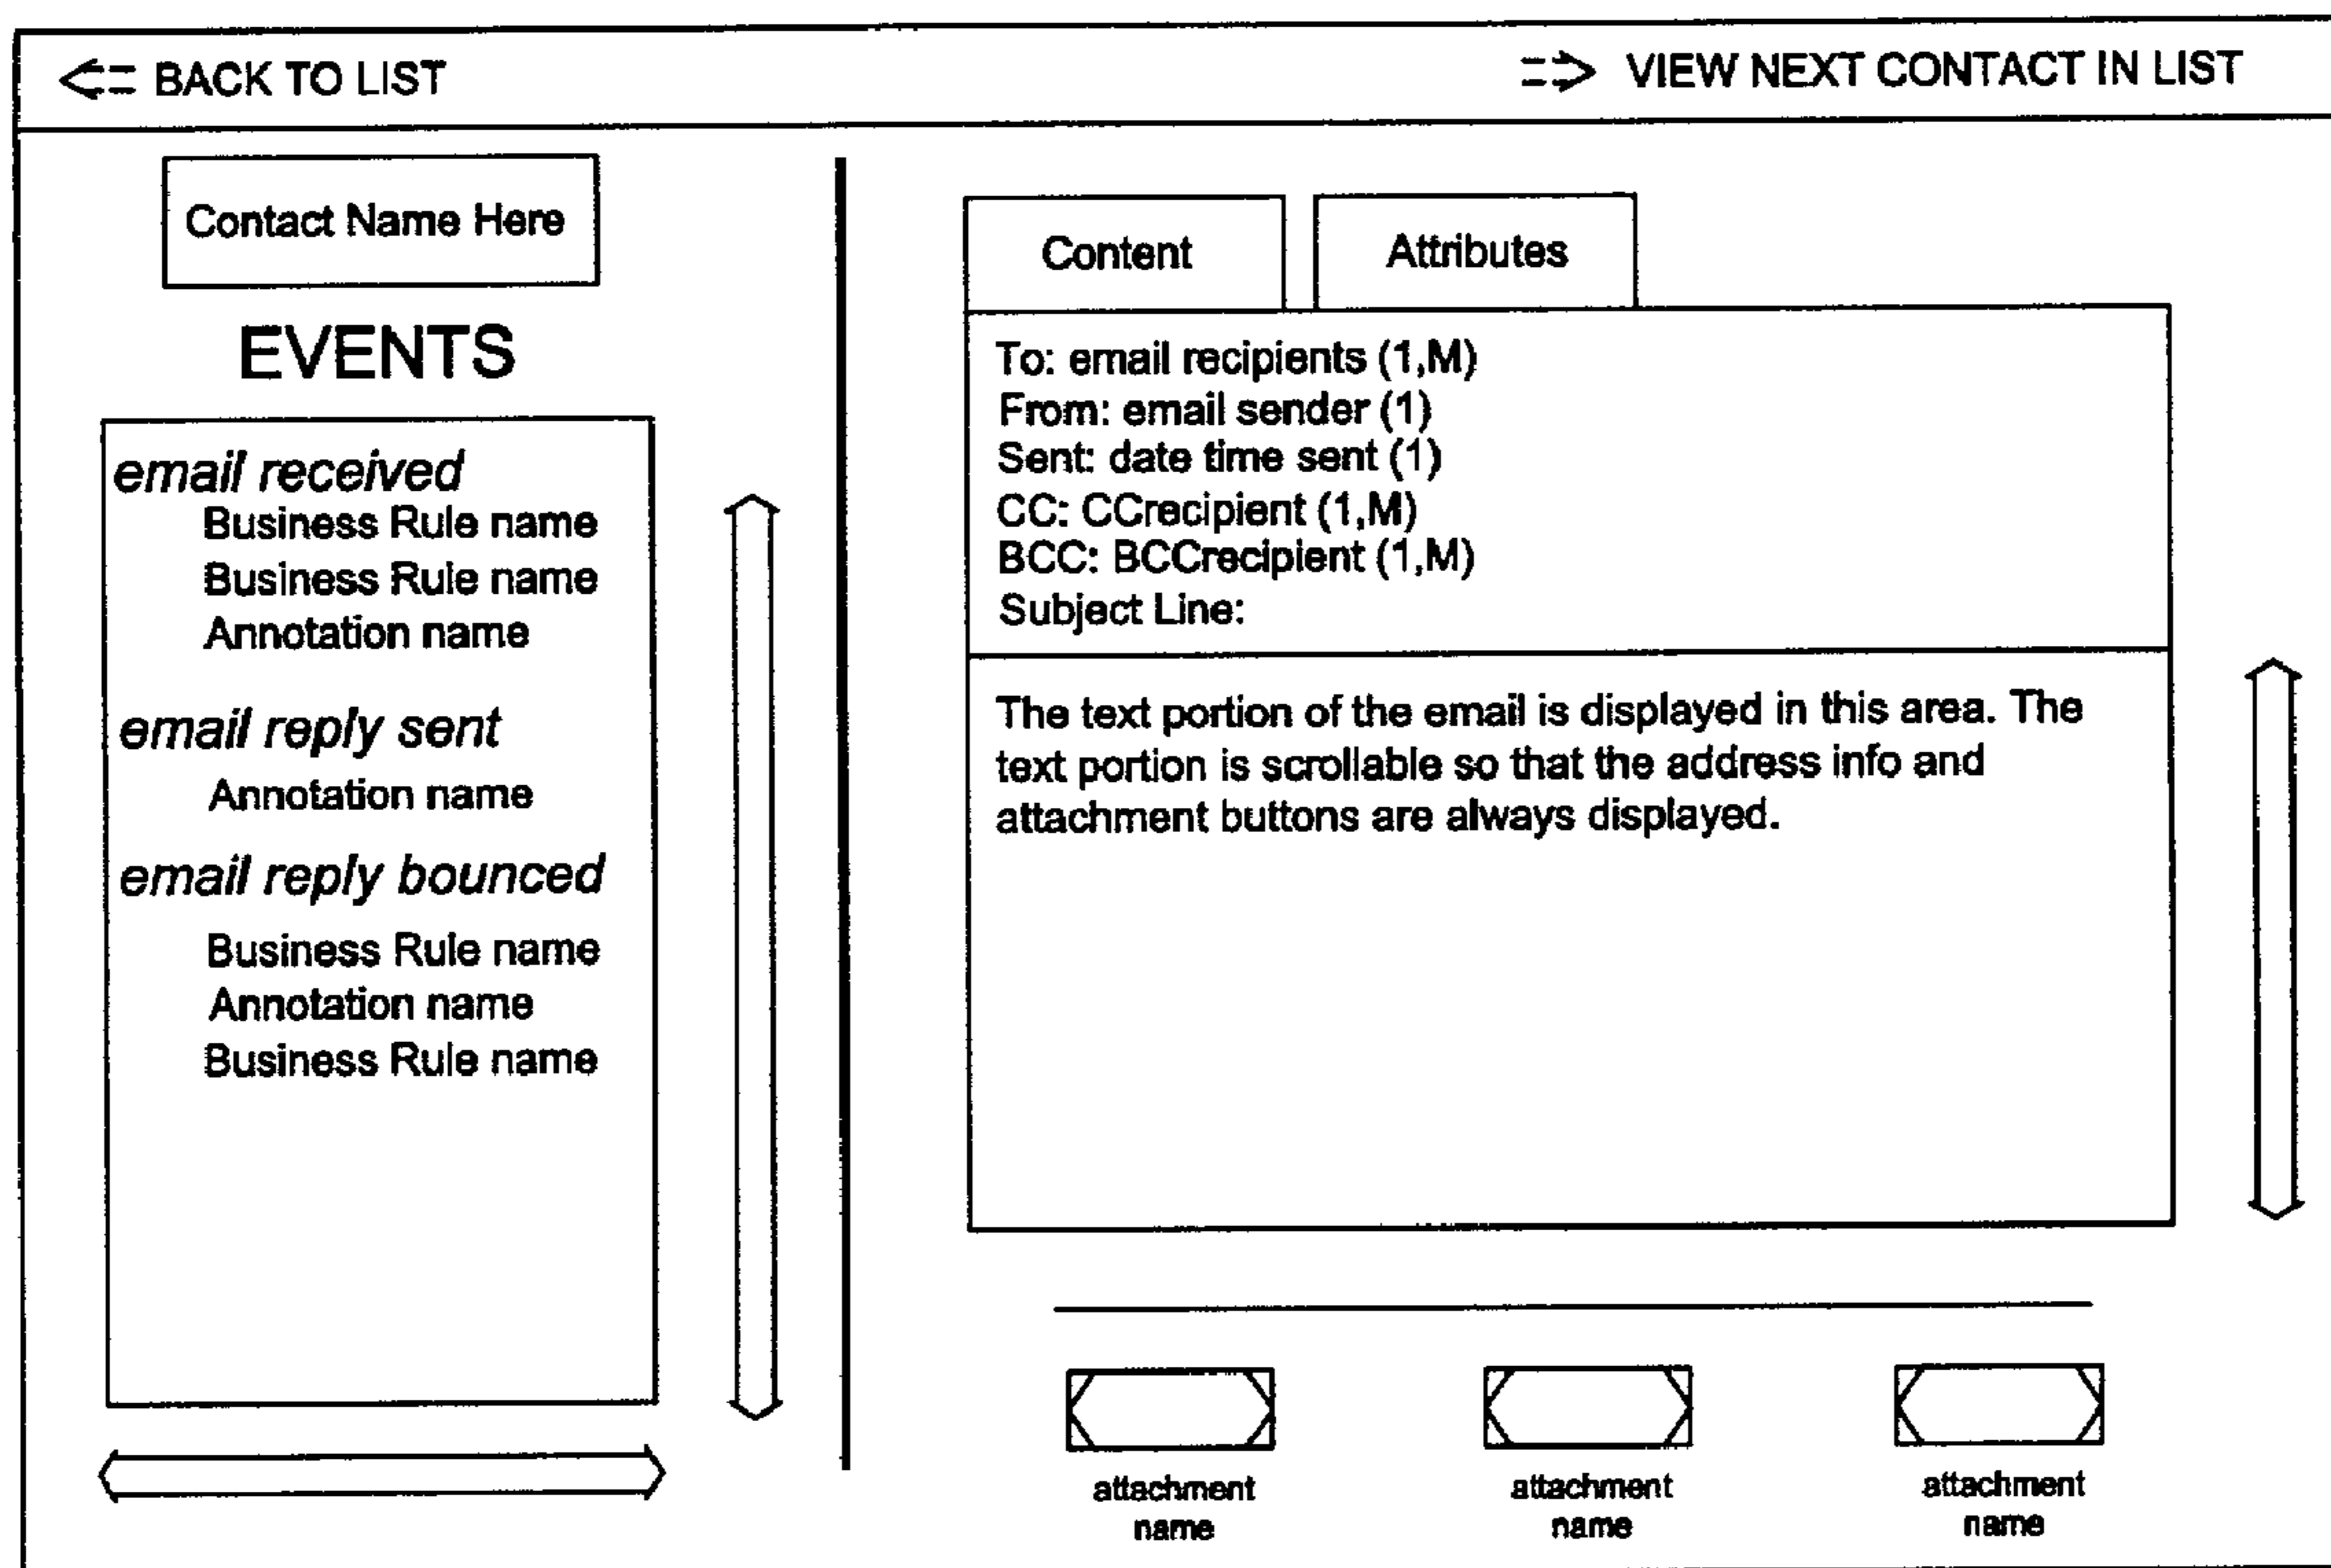 BACK TO LIST
VIEW NEXT CONTACT IN LIST
Contact Name Here
EVENTS
email received
Business Rule name
Business Rule name
Annotation name
email reply sent
Annotation name
email reply bounced
Business Rule name
Annotation name
Business Rule name
Content
Attributes
To: email recipients (1,M)
From: email sender (1)
Sent: date time sent (1)
CC: CCrecipient (1,M)
BCC: BCCrecipient (1,M)
Subject Line:
The text portion of the email is displayed in this area. The
text portion is scrollable so that the address info and
attachment buttons are always displayed.
attachment
name
attachment
name
attachment
name